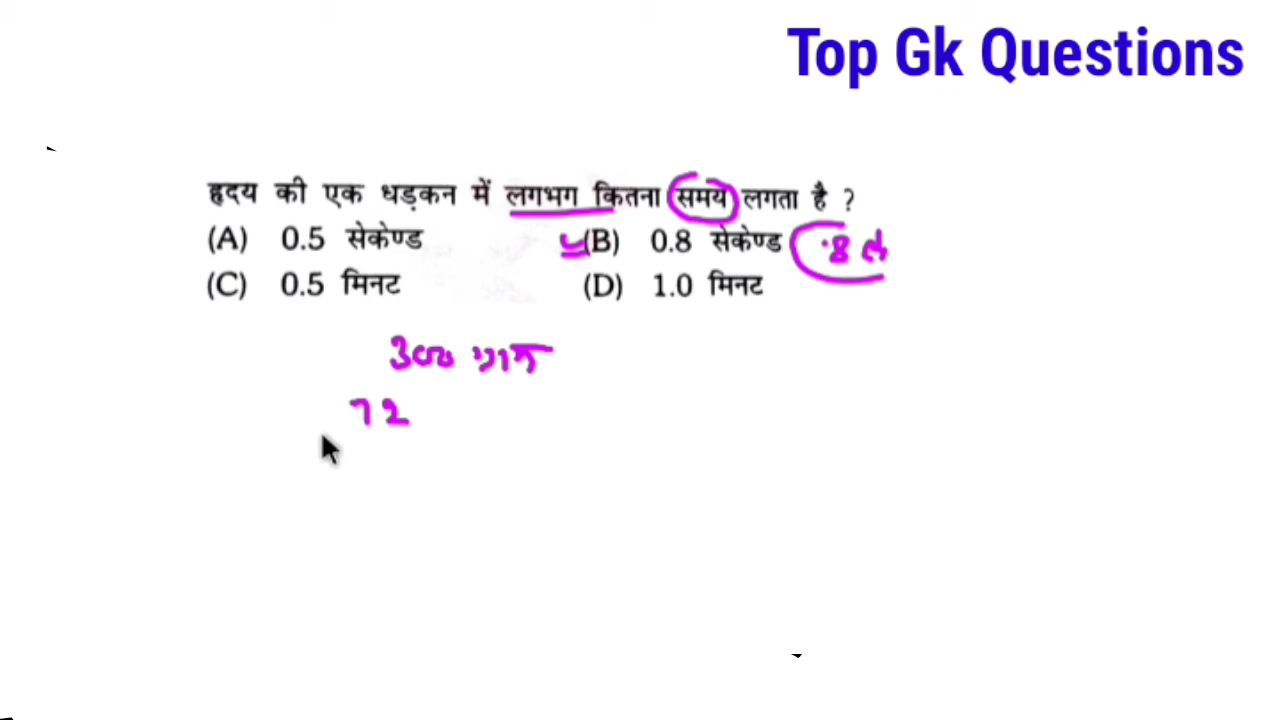 Top Gk Questions
हृदय की एक धड़कन में लगभग कितना समय लगता है ?
(A) 0.5 सेकेण्ड (B) 0.8 सेकेण्ड .8 से
(C) 0.5 मिनट (D) 1.0 मिनट
300 ग्राम
72